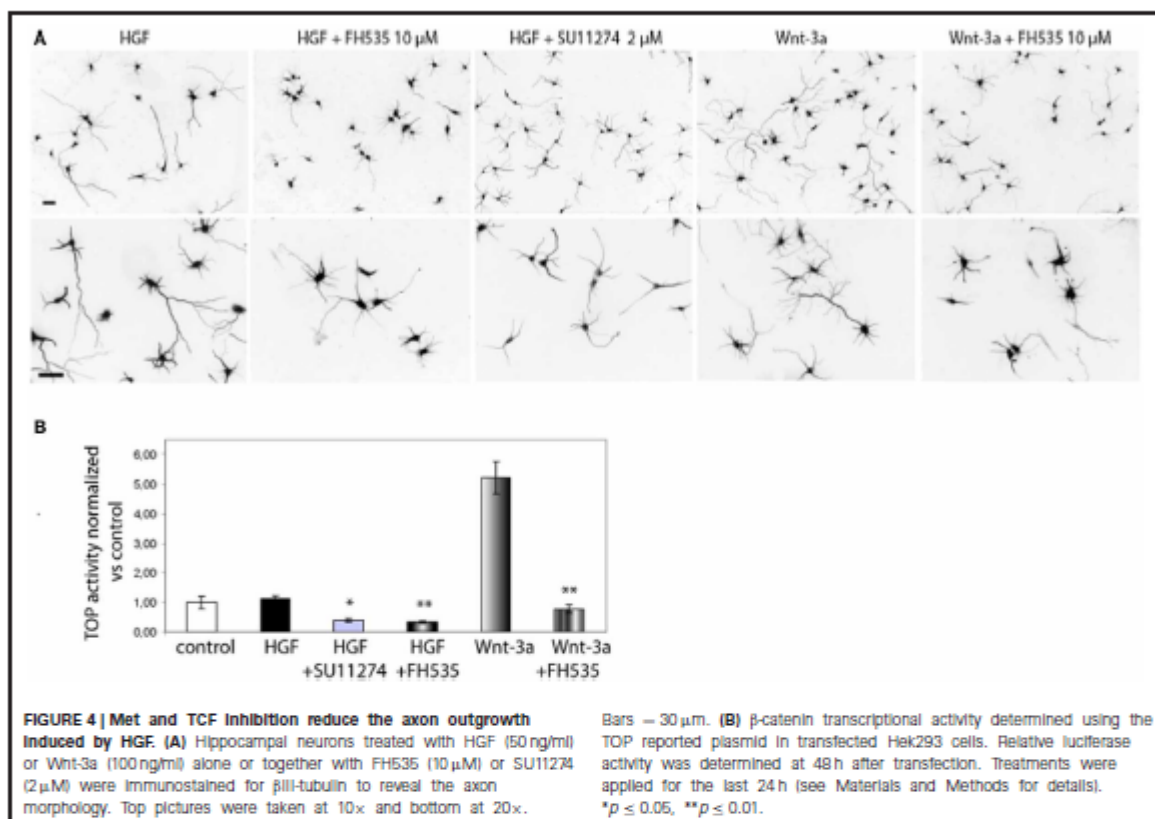 A
HGF
HGF + FH535 10 μM
HGF + SU11274 2 μM
Wnt-3a
Wnt-3a + FH535 10 μM
B
TOP activity normalized
vs control
6,00
5,00
4,00
3,00
2,00
1,00
0,00
*
**
**
control
HGF
HGF
+SU11274
HGF
+FH535
Wnt-3a
Wnt-3a
+FH535
FIGURE 4 | Met and TCF inhibition reduce the axon outgrowth
induced by HGF. (A) Hippocampal neurons treated with HGF (50 ng/ml)
or Wnt-3a (100 ng/ml) alone or together with FH535 (10 μM) or SU11274
(2 μM) were immunostained for βIII-tubulin to reveal the axon
morphology. Top pictures were taken at 10× and bottom at 20×.
Bars = 30 μm. (B) β-catenin transcriptional activity determined using the
TOP reported plasmid in transfected Hek293 cells. Relative luciferase
activity was determined at 48 h after transfection. Treatments were
applied for the last 24 h (see Materials and Methods for details).
*p ≤ 0.05, **p ≤ 0.01.